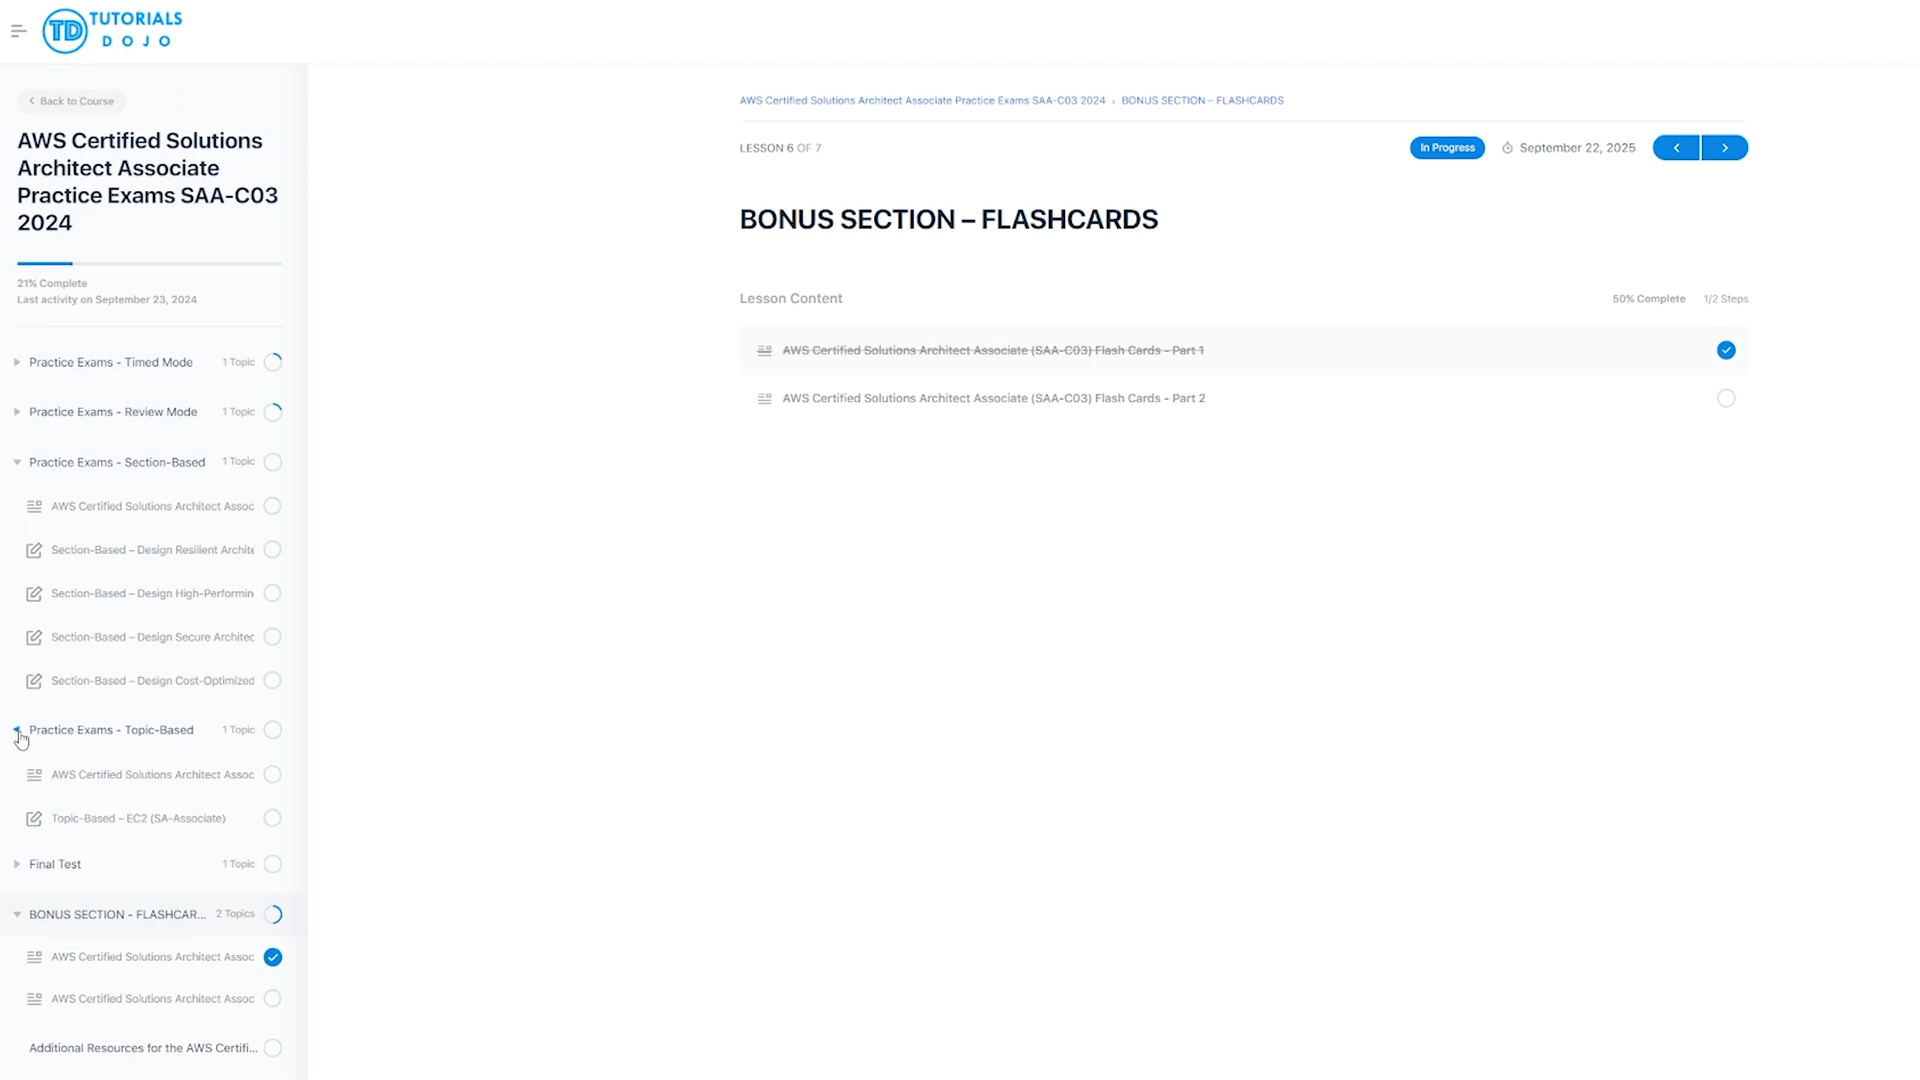 TUTORIALS
DOJO
TD
Back to Course
AWS Certified Solutions
Architect Associate
Practice Exams SAA-C03
2024
21% Complete
Last activity on September 23, 2024
Practice Exams - Timed Mode 1 Topic
Practice Exams - Review Mode 1 Topic
Practice Exams - Section-Based 1 Topic
AWS Certified Solutions Architect Assoc
Section-Based – Design Resilient Archite
Section-Based – Design High-Performin
Section-Based – Design Secure Architec
Section-Based – Design Cost-Optimized
Practice Exams - Topic-Based 1 Topic
AWS Certified Solutions Architect Assoc
Topic-Based – EC2 (SA-Associate)
Final Test 1 Topic
BONUS SECTION - FLASHCAR... 2 Topics
AWS Certified Solutions Architect Assoc
AWS Certified Solutions Architect Assoc
Additional Resources for the AWS Certifi...
AWS Certified Solutions Architect Associate Practice Exams SAA-C03 2024 › BONUS SECTION – FLASHCARDS
LESSON 6 OF 7
In Progress
September 22, 2025
BONUS SECTION – FLASHCARDS
Lesson Content
50% Complete 1/2 Steps
AWS Certified Solutions Architect Associate (SAA-C03) Flash Cards - Part 1
AWS Certified Solutions Architect Associate (SAA-C03) Flash Cards - Part 2